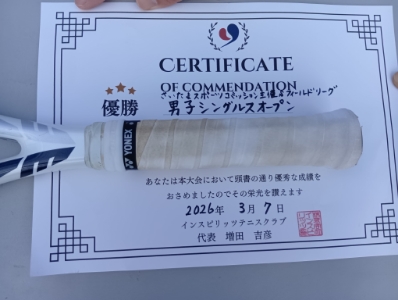 CERTIFICATE
OF COMMENDATION
さいたまスポーツコミッション主催 & フィールドリーグ
優勝
男子シングルスオープン
YONEX
あなたは本大会において頭書の通り優秀な成績を
おさめましたのでその栄光を讃えます
2026年 3月 7日
インスピリッツテニスクラブ
代表 増田 吉彦